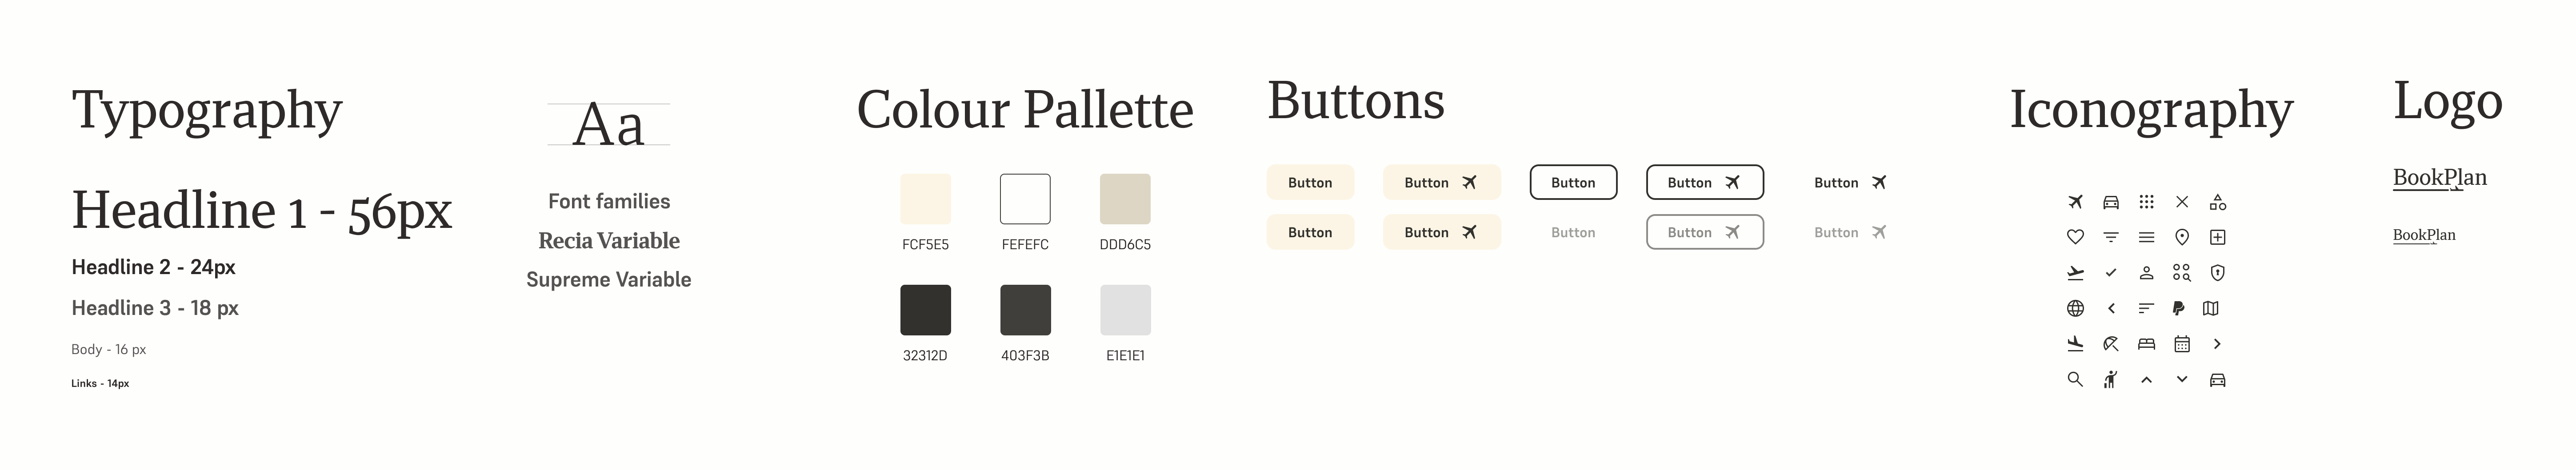 Typography
Headline 1 - 56px
Headline 2 - 24px
Headline 3 - 18 px
Body - 16 px
Links - 14px
Aa
Font families
Recia Variable
Supreme Variable
Colour Pallette
FCF5E5
FEFEFC
DDD6C5
32312D
403F3B
E1E1E1
Buttons
Button
Button
Button
Button
Button
Button
Button
Button
Button
Button
Iconography
Logo
BookPlan
BookPlan